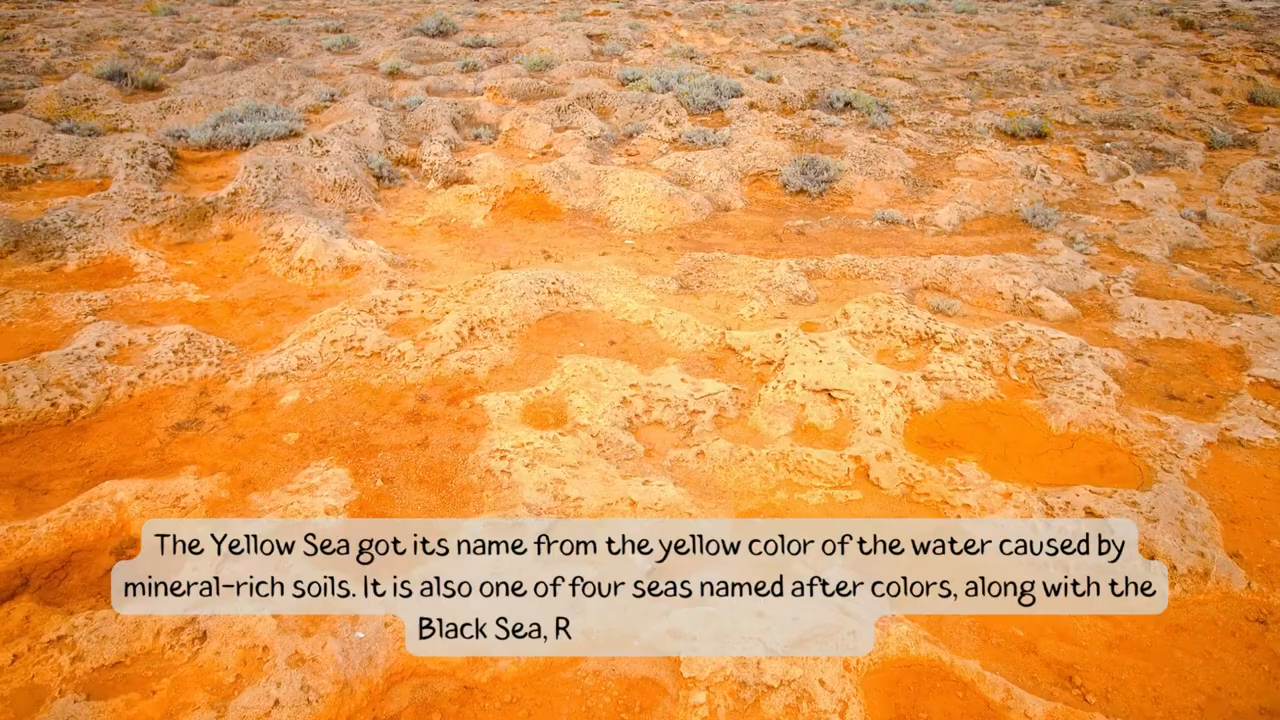 The Yellow Sea got its name from the yellow color of the water caused by
mineral-rich soils. It is also one of four seas named after colors, along with the
Black Sea, R